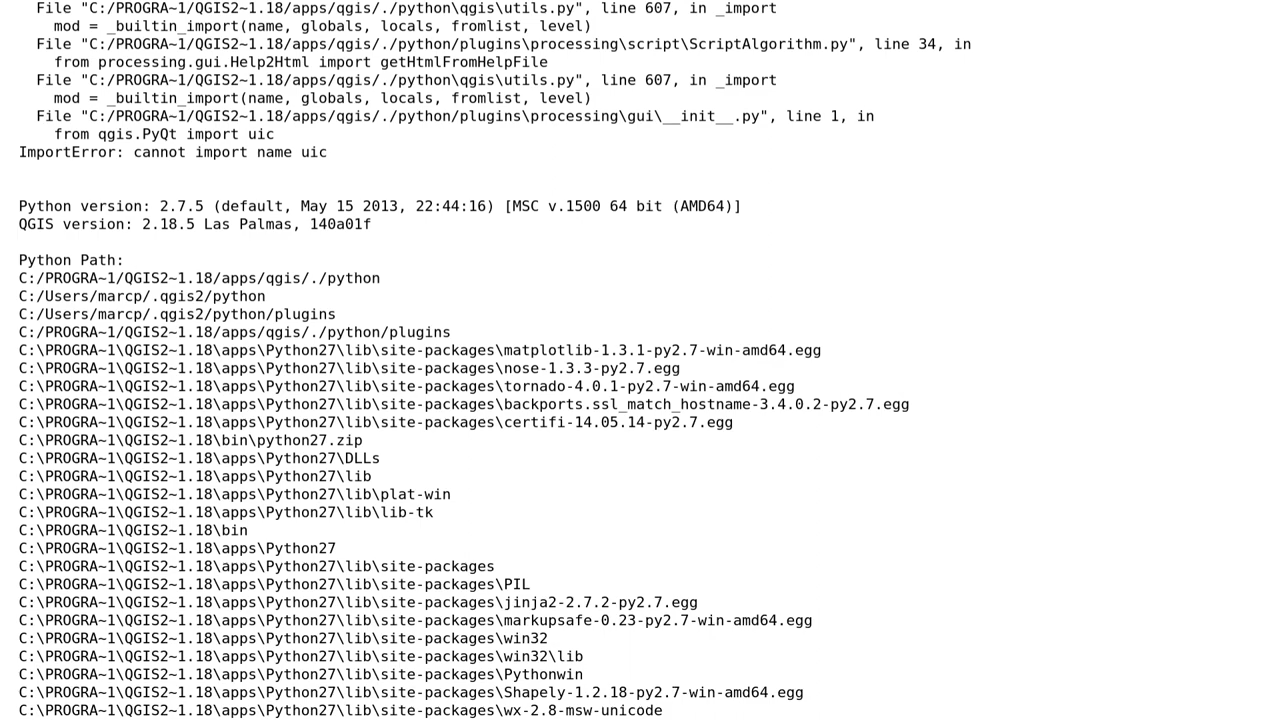 File "C:/PROGRA~1/QGIS2~1.18/apps/qgis/./python\qgis\utils.py", line 607, in _import
mod = _builtin_import(name, globals, locals, fromlist, level)
File "C:/PROGRA~1/QGIS2~1.18/apps/qgis/./python/plugins\processing\script\ScriptAlgorithm.py", line 34, in
from processing.gui.Help2Html import getHtmlFromHelpFile
File "C:/PROGRA~1/QGIS2~1.18/apps/qgis/./python\qgis\utils.py", line 607, in _import
mod = _builtin_import(name, globals, locals, fromlist, level)
File "C:/PROGRA~1/QGIS2~1.18/apps/qgis/./python/plugins\processing\gui\__init__.py", line 1, in
from qgis.PyQt import uic
ImportError: cannot import name uic
Python version: 2.7.5 (default, May 15 2013, 22:44:16) [MSC v.1500 64 bit (AMD64)]
QGIS version: 2.18.5 Las Palmas, 140a01f
Python Path:
C:/PROGRA~1/QGIS2~1.18/apps/qgis/./python
C:/Users/marcp/.qgis2/python
C:/Users/marcp/.qgis2/python/plugins
C:/PROGRA~1/QGIS2~1.18/apps/qgis/./python/plugins
C:\PROGRA~1\QGIS2~1.18\apps\Python27\lib\site-packages\matplotlib-1.3.1-py2.7-win-amd64.egg
C:\PROGRA~1\QGIS2~1.18\apps\Python27\lib\site-packages\nose-1.3.3-py2.7.egg
C:\PROGRA~1\QGIS2~1.18\apps\Python27\lib\site-packages\tornado-4.0.1-py2.7-win-amd64.egg
C:\PROGRA~1\QGIS2~1.18\apps\Python27\lib\site-packages\backports.ssl_match_hostname-3.4.0.2-py2.7.egg
C:\PROGRA~1\QGIS2~1.18\apps\Python27\lib\site-packages\certifi-14.05.14-py2.7.egg
C:\PROGRA~1\QGIS2~1.18\bin\python27.zip
C:\PROGRA~1\QGIS2~1.18\apps\Python27\DLLs
C:\PROGRA~1\QGIS2~1.18\apps\Python27\lib
C:\PROGRA~1\QGIS2~1.18\apps\Python27\lib\plat-win
C:\PROGRA~1\QGIS2~1.18\apps\Python27\lib\lib-tk
C:\PROGRA~1\QGIS2~1.18\bin
C:\PROGRA~1\QGIS2~1.18\apps\Python27
C:\PROGRA~1\QGIS2~1.18\apps\Python27\lib\site-packages
C:\PROGRA~1\QGIS2~1.18\apps\Python27\lib\site-packages\PIL
C:\PROGRA~1\QGIS2~1.18\apps\Python27\lib\site-packages\jinja2-2.7.2-py2.7.egg
C:\PROGRA~1\QGIS2~1.18\apps\Python27\lib\site-packages\markupsafe-0.23-py2.7-win-amd64.egg
C:\PROGRA~1\QGIS2~1.18\apps\Python27\lib\site-packages\win32
C:\PROGRA~1\QGIS2~1.18\apps\Python27\lib\site-packages\win32\lib
C:\PROGRA~1\QGIS2~1.18\apps\Python27\lib\site-packages\Pythonwin
C:\PROGRA~1\QGIS2~1.18\apps\Python27\lib\site-packages\Shapely-1.2.18-py2.7-win-amd64.egg
C:\PROGRA~1\QGIS2~1.18\apps\Python27\lib\site-packages\wx-2.8-msw-unicode